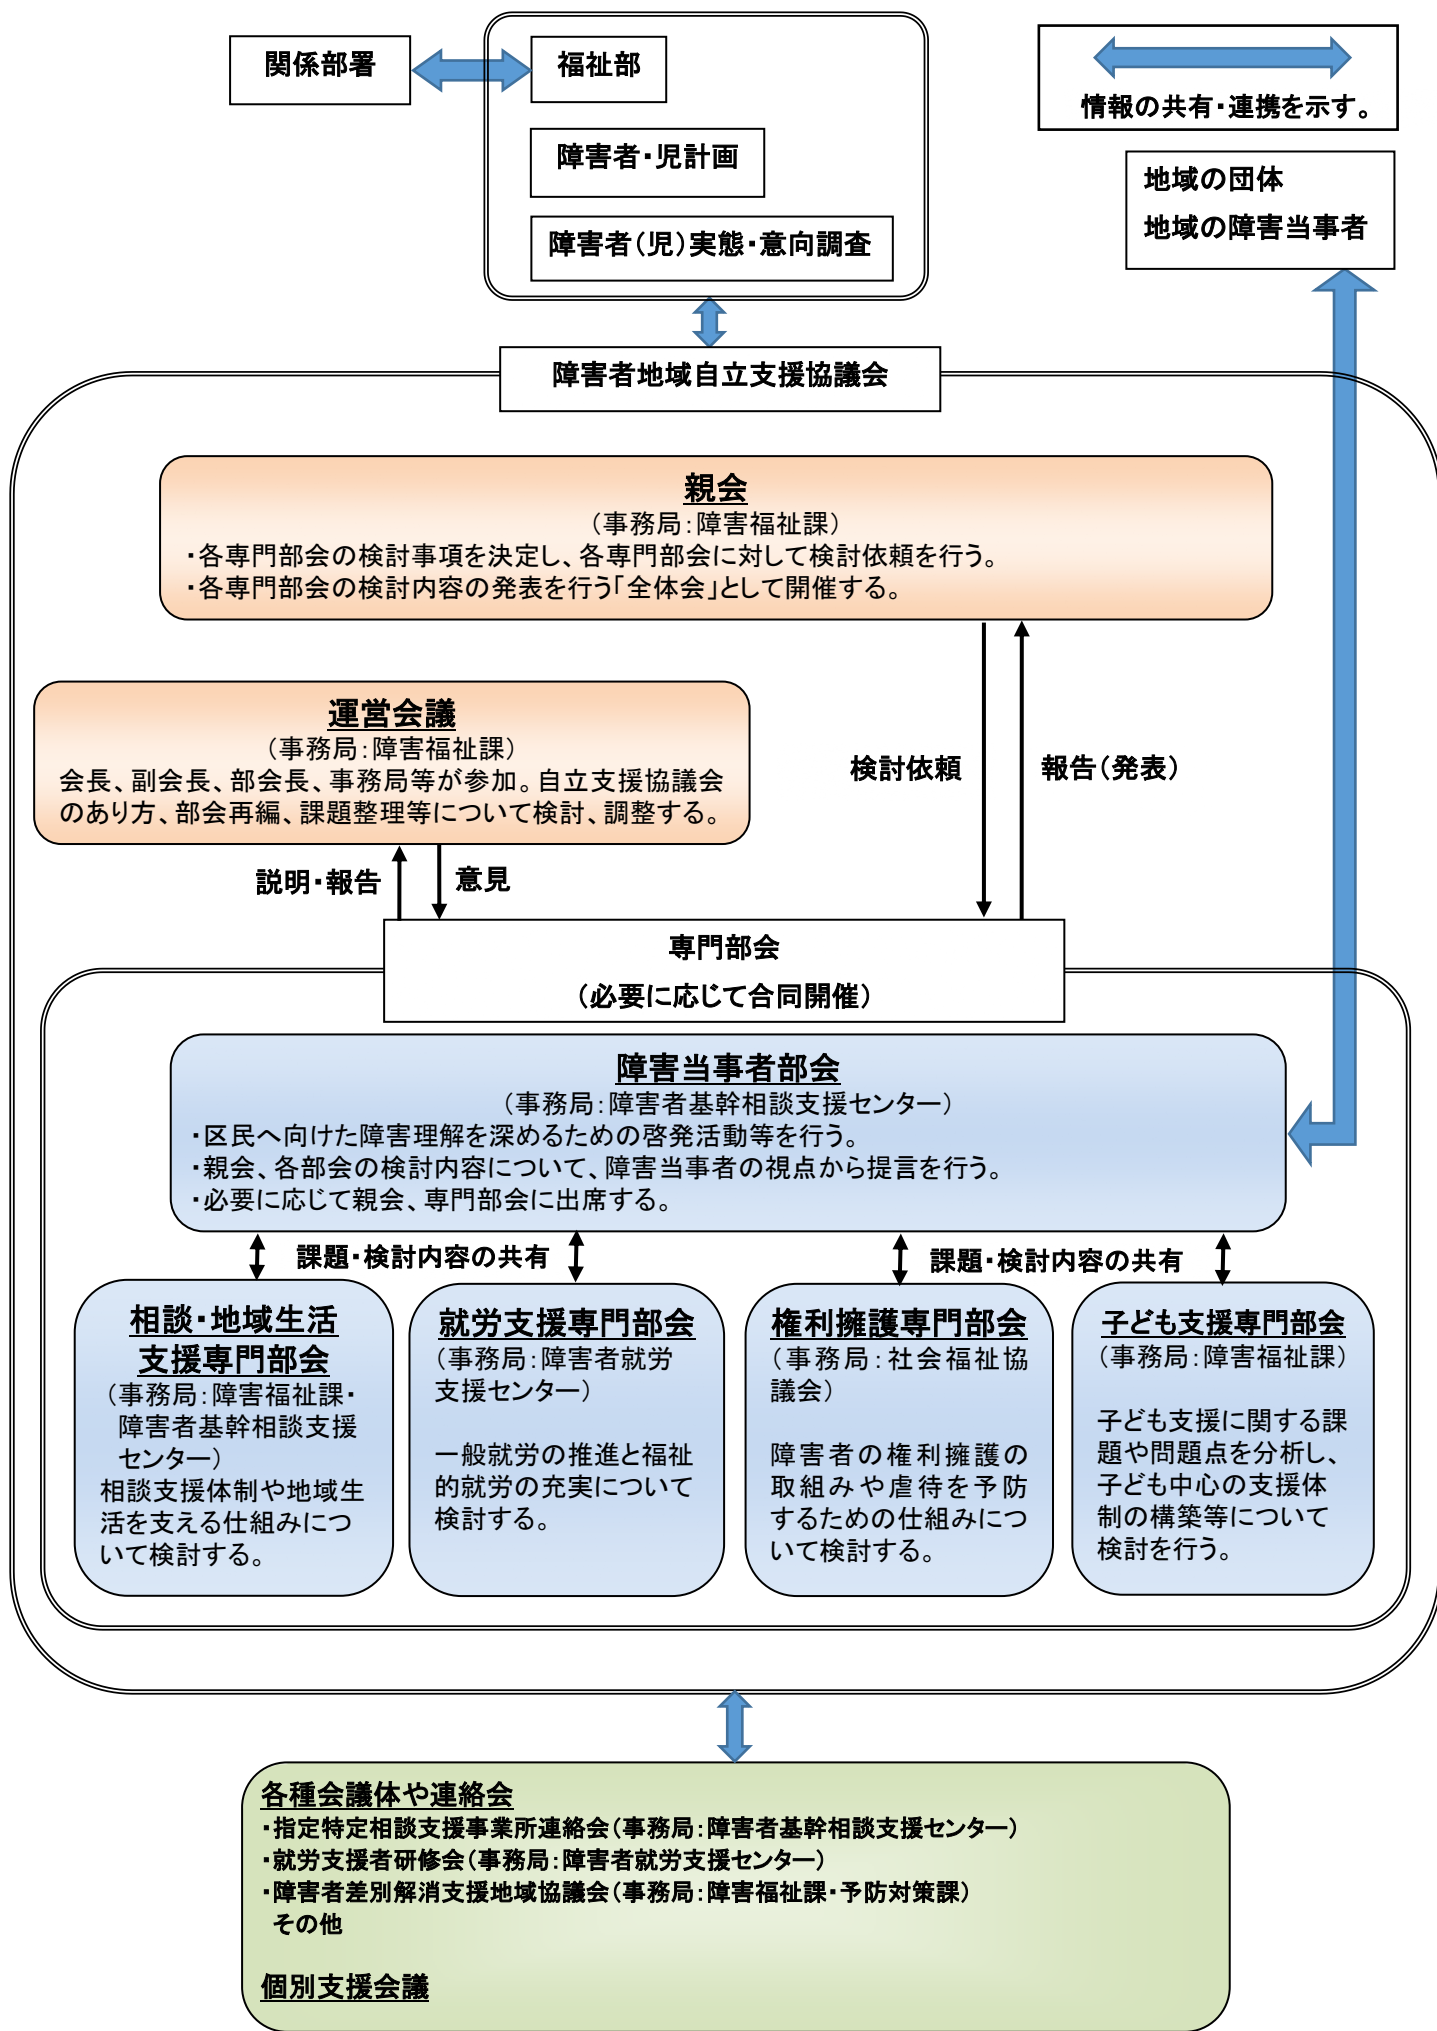 関係部署
福祉部
障害者・児計画
障害者（児）実態・意向調査
情報の共有・連携を示す。
地域の団体
地域の障害当事者
障害者地域自立支援協議会
親会
（事務局：障害福祉課）
・各専門部会の検討事項を決定し、各専門部会に対して検討依頼を行う。
・各専門部会の検討内容の発表を行う「全体会」として開催する。
運営会議
（事務局：障害福祉課）
会長、副会長、部会長、事務局等が参加。自立支援協議会
のあり方、部会再編、課題整理等について検討、調整する。
検討依頼
報告（発表）
説明・報告
意見
専門部会
（必要に応じて合同開催）
障害当事者部会
（事務局：障害者基幹相談支援センター）
・区民へ向けた障害理解を深めるための啓発活動等を行う。
・親会、各部会の検討内容について、障害当事者の視点から提言を行う。
・必要に応じて親会、専門部会に出席する。
課題・検討内容の共有
課題・検討内容の共有
相談・地域生活
支援専門部会
（事務局：障害福祉課・
障害者基幹相談支援
センター）
相談支援体制や地域生
活を支える仕組みにつ
いて検討する。
就労支援専門部会
（事務局：障害者就労
支援センター）
一般就労の推進と福祉
的就労の充実について
検討する。
権利擁護専門部会
（事務局：社会福祉協
議会）
障害者の権利擁護の
取組みや虐待を予防
するための仕組みにつ
いて検討する。
子ども支援専門部会
（事務局：障害福祉課）
子ども支援に関する課
題や問題点を分析し、
子ども中心の支援体
制の構築等について
検討を行う。
各種会議体や連絡会
・指定特定相談支援事業所連絡会（事務局：障害者基幹相談支援センター）
・就労支援者研修会（事務局：障害者就労支援センター）
・障害者差別解消支援地域協議会（事務局：障害福祉課・予防対策課）
その他
個別支援会議